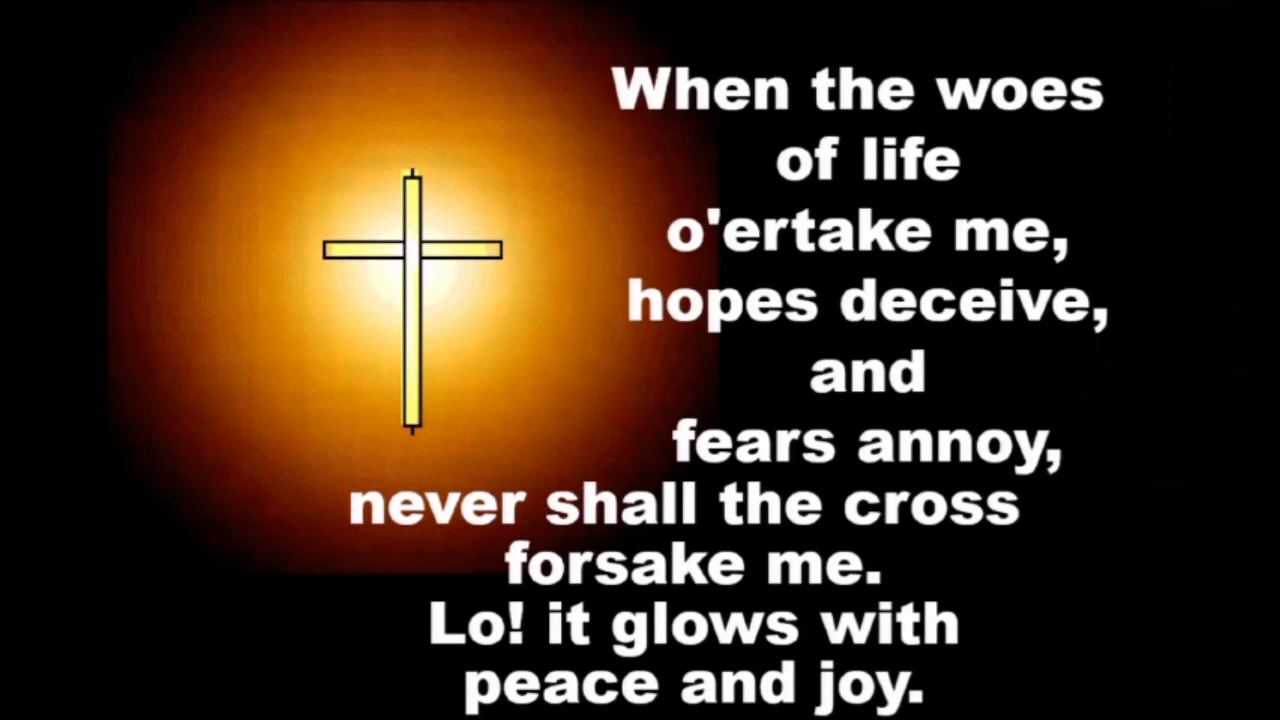 When the woes
of life
o'ertake me,
hopes deceive,
and
fears annoy,
never shall the cross
forsake me.
Lo! it glows with
peace and joy.